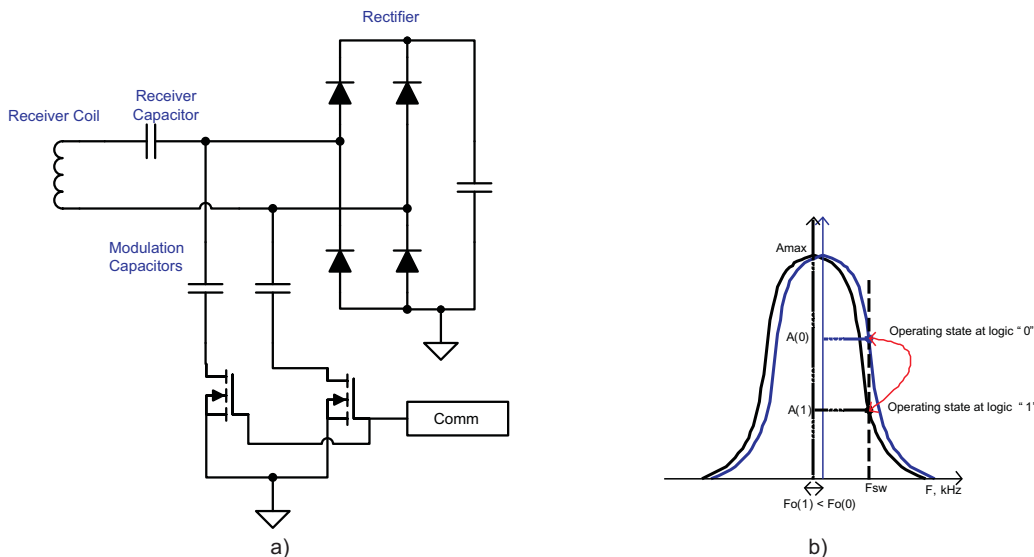 Rectifier
Receiver
Capacitor
Receiver Coil
Modulation
Capacitors
Comm
a)
Amax
A(0)
Operating state at logic “ 0”
A(1)
Operating state at logic “ 1”
Fsw
F, kHz
Fo(1) < Fo(0)
b)